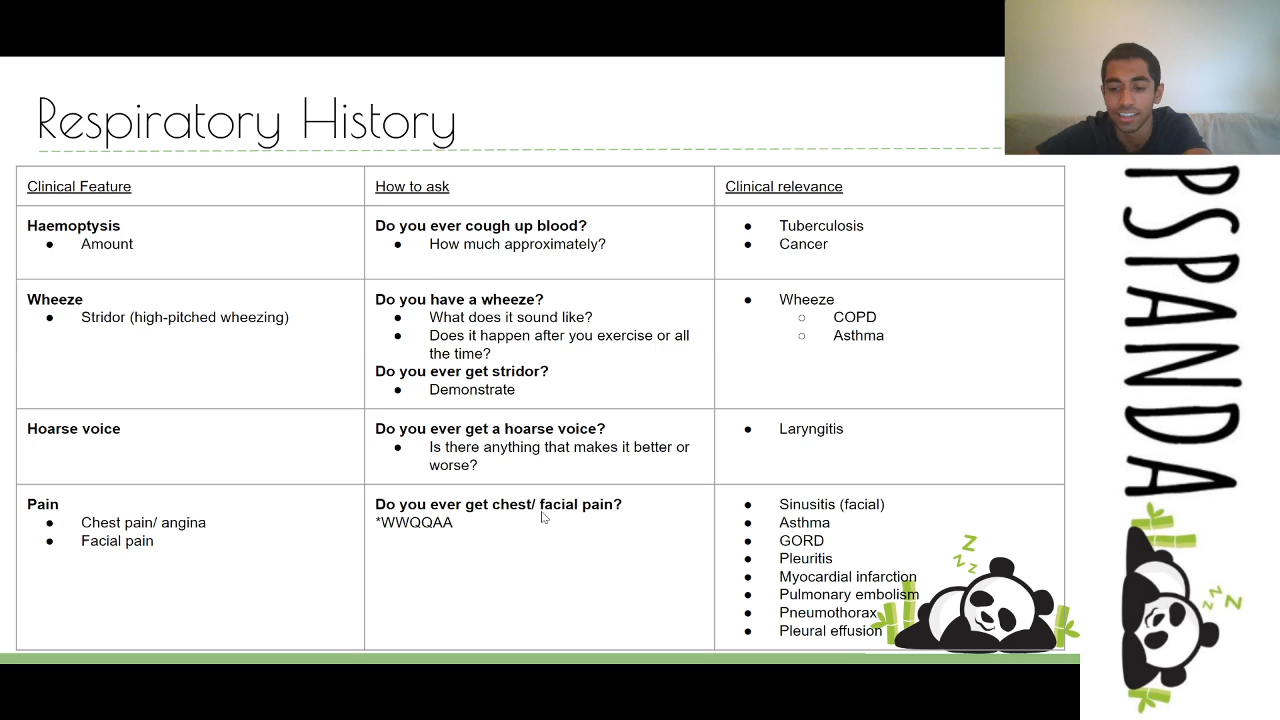 Respiratory History
Clinical Feature
How to ask
Clinical relevance
Haemoptysis
● Amount
Do you ever cough up blood?
● How much approximately?
● Tuberculosis
● Cancer
Wheeze
● Stridor (high-pitched wheezing)
Do you have a wheeze?
● What does it sound like?
● Does it happen after you exercise or all
the time?
Do you ever get stridor?
● Demonstrate
● Wheeze
○ COPD
○ Asthma
Hoarse voice
Do you ever get a hoarse voice?
● Is there anything that makes it better or
worse?
● Laryngitis
Pain
● Chest pain/ angina
● Facial pain
Do you ever get chest/ facial pain?
*WWQQAA
● Sinusitis (facial)
● Asthma
● GORD
● Pleuritis
● Myocardial infarction
● Pulmonary embolism
● Pneumothorax
● Pleural effusion
z z z Z
PSPANDA
z z z Z